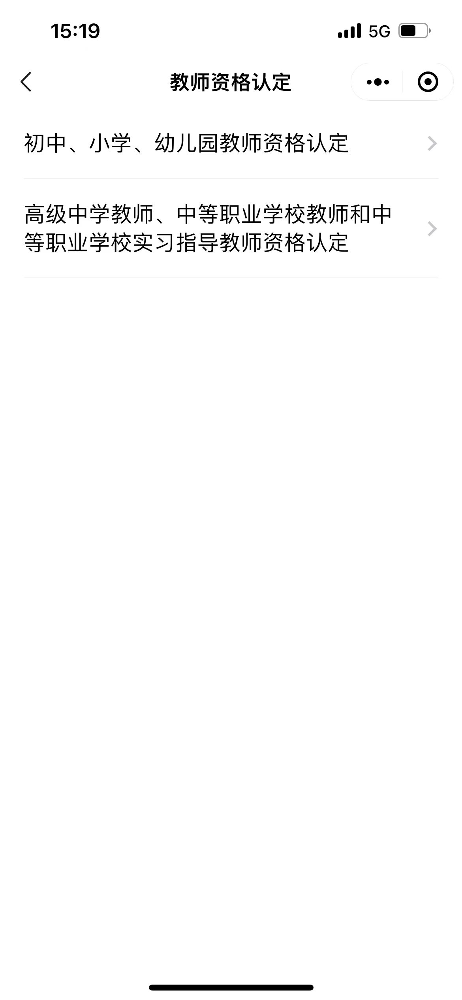 15:19
5G
教师资格认定
初中、小学、幼儿园教师资格认定
高级中学教师、中等职业学校教师和中
等职业学校实习指导教师资格认定